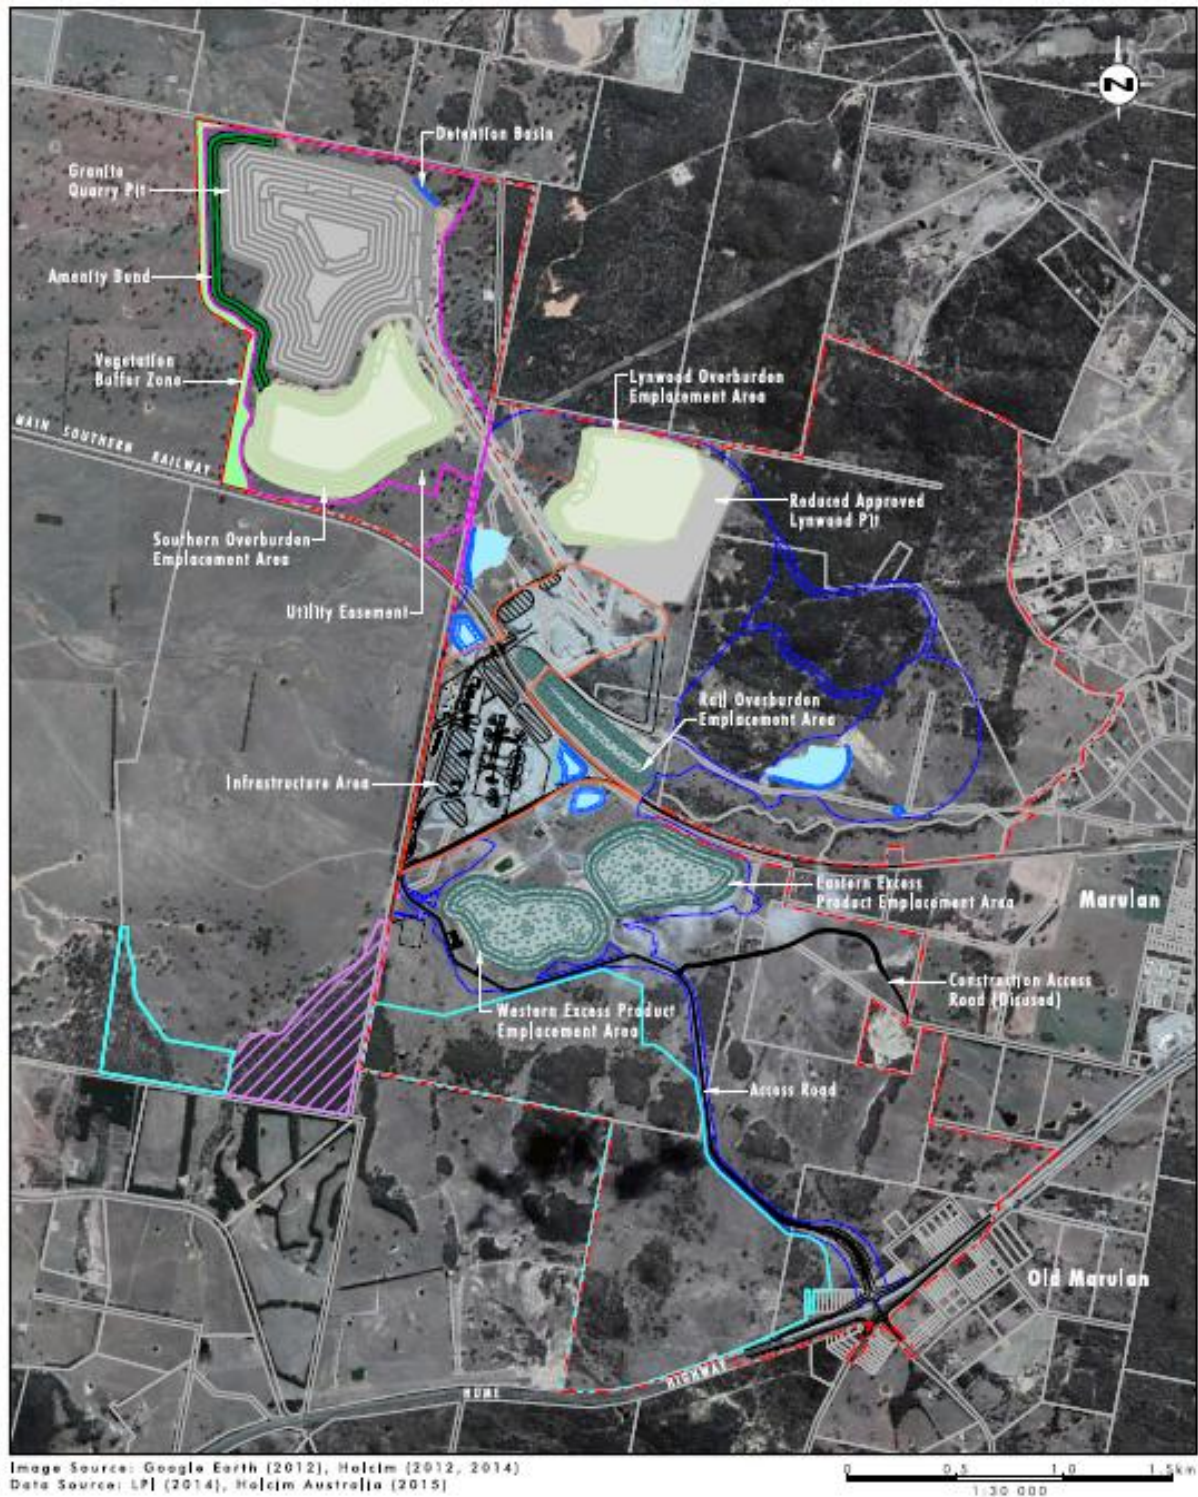 N
Detention Basin
Granite
Quarry Pit
Amenity Bund
Vegetation
Buffer Zone
Lynwood Overburden
Emplacement Area
MAIN SOUTHERN RAILWAY
Reduced Approved
Lynwood Pit
Southern Overburden
Emplacement Area
Utility Easement
Rail Overburden
Emplacement Area
Infrastructure Area
Eastern Excess
Product Emplacement Area
Marulan
Construction Access
Road (Disused)
Western Excess Product
Emplacement Area
Access Road
Old Marulan
HUME HIGHWAY
Image Source: Google Earth (2012), Holcim (2012, 2014)
Data Source: LPI (2014), Holcim Australia (2015)
0 0.5 1.0 1.5km
1:30 000